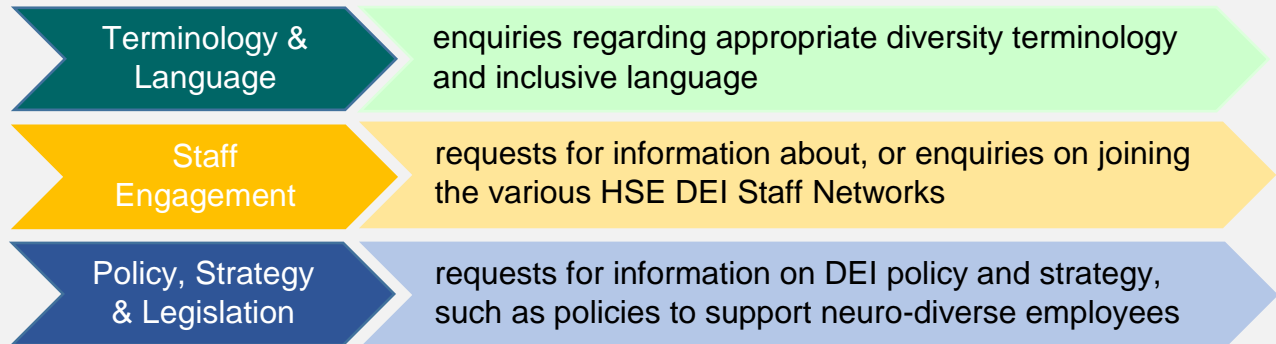 Terminology &
Language
enquiries regarding appropriate diversity terminology
and inclusive language
Staff
Engagement
requests for information about, or enquiries on joining
the various HSE DEI Staff Networks
Policy, Strategy
& Legislation
requests for information on DEI policy and strategy,
such as policies to support neuro-diverse employees